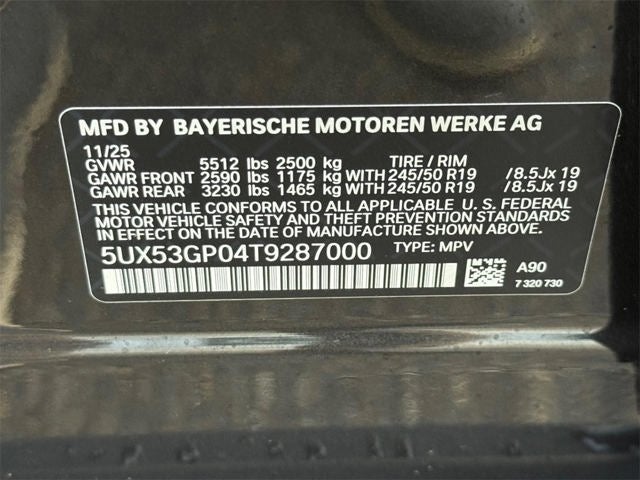 MFD BY BAYERISCHE MOTOREN WERKE AG
11/25
GVWR 5512 lbs 2500 kg TIRE / RIM
GAWR FRONT 2590 lbs 1175 kg WITH 245/50 R19 /8.5Jx 19
GAWR REAR 3230 lbs 1465 kg WITH 245/50 R19 /8.5Jx 19
THIS VEHICLE CONFORMS TO ALL APPLICABLE U. S. FEDERAL
MOTOR VEHICLE SAFETY AND THEFT PREVENTION STANDARDS
IN EFFECT ON THE DATE OF MANUFACTURE SHOWN ABOVE.
5UX53GP04T9287000 TYPE: MPV
A90
7 320 730